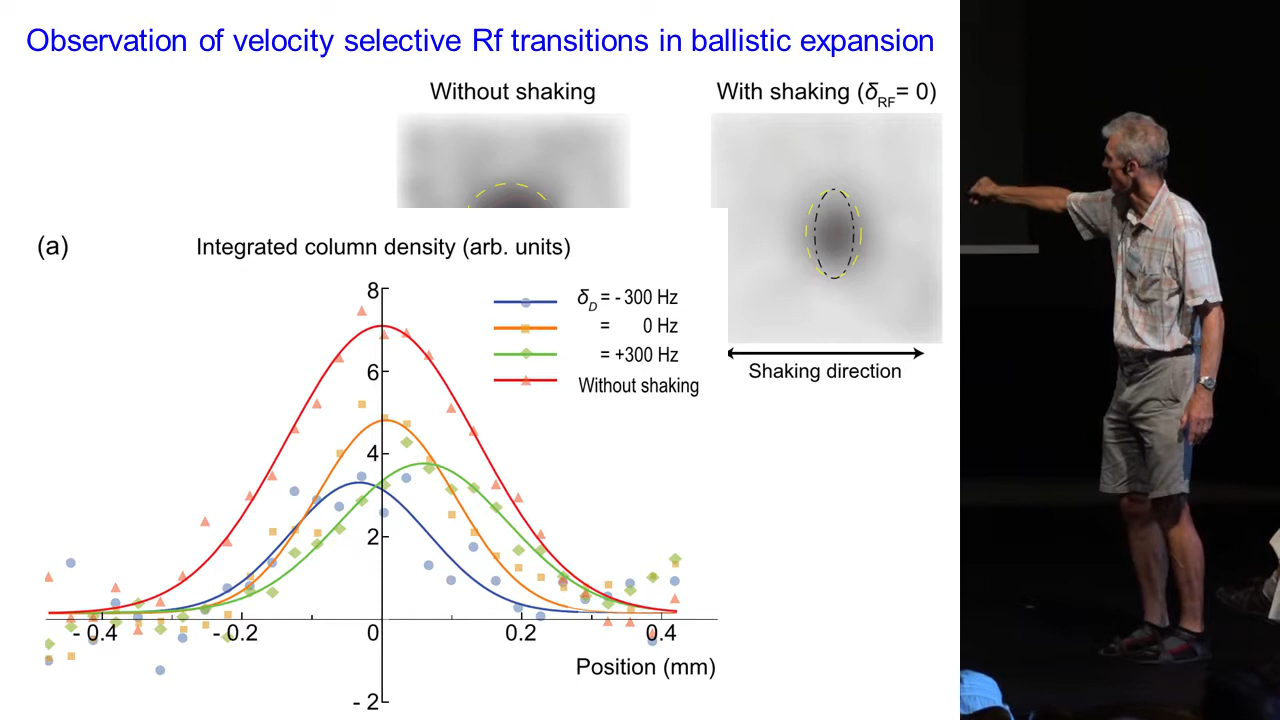 Observation of velocity selective Rf transitions in ballistic expansion
Without shaking
With shaking (δRF= 0)
(a)
Integrated column density (arb. units)
8
6
4
2
- 2
δD = - 300 Hz
= 0 Hz
= +300 Hz
Without shaking
Shaking direction
- 0.4
- 0.2
0
0.2
0.4
Position (mm)